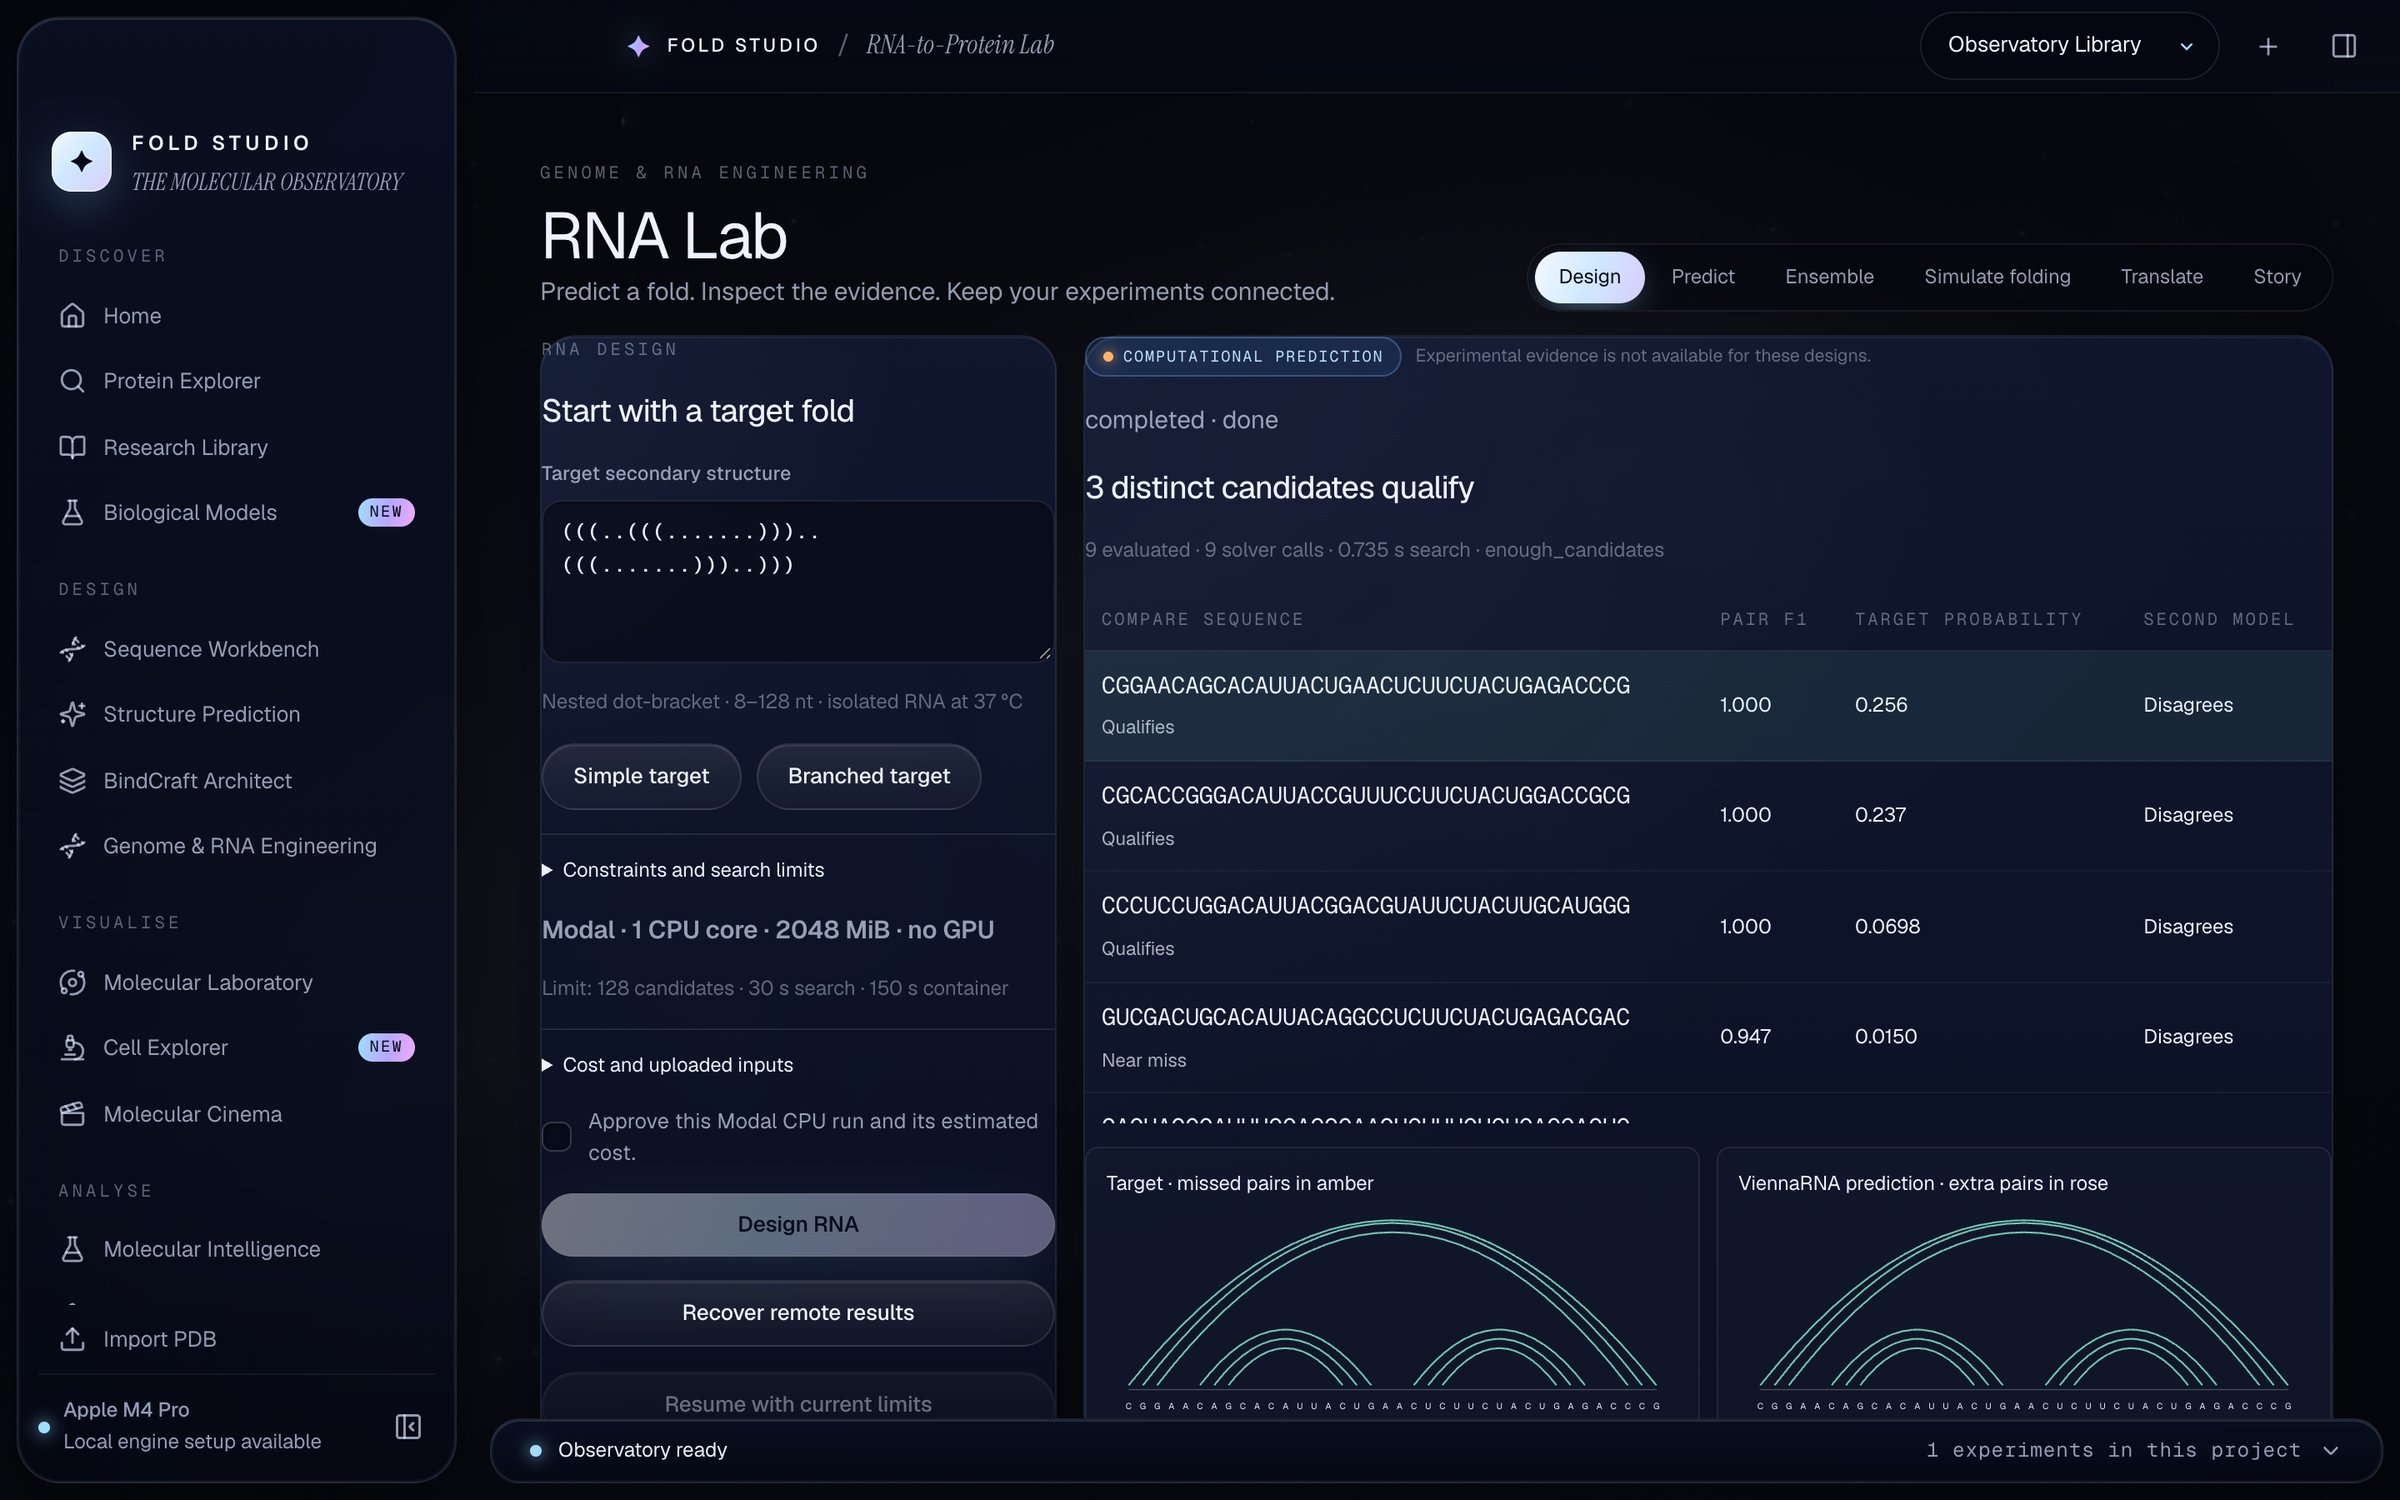 FOLD STUDIO / RNA-to-Protein Lab
Observatory Library
FOLD STUDIO
THE MOLECULAR OBSERVATORY
DISCOVER
Home
Protein Explorer
Research Library
Biological Models NEW
DESIGN
Sequence Workbench
Structure Prediction
BindCraft Architect
Genome & RNA Engineering
VISUALISE
Molecular Laboratory
Cell Explorer NEW
Molecular Cinema
ANALYSE
Molecular Intelligence
Import PDB
Apple M4 Pro
Local engine setup available
GENOME & RNA ENGINEERING
RNA Lab
Predict a fold. Inspect the evidence. Keep your experiments connected.
Design Predict Ensemble Simulate folding Translate Story
RNA DESIGN
Start with a target fold
Target secondary structure
(((..(((.......)))..
(((.......)))..)))
Nested dot-bracket · 8–128 nt · isolated RNA at 37 °C
Simple target Branched target
Constraints and search limits
Modal · 1 CPU core · 2048 MiB · no GPU
Limit: 128 candidates · 30 s search · 150 s container
Cost and uploaded inputs
Approve this Modal CPU run and its estimated
cost.
Design RNA
Recover remote results
Resume with current limits
COMPUTATIONAL PREDICTION Experimental evidence is not available for these designs.
completed · done
3 distinct candidates qualify
9 evaluated · 9 solver calls · 0.735 s search · enough_candidates
COMPARE SEQUENCE PAIR F1 TARGET PROBABILITY SECOND MODEL
CGGAACAGCACAUUACUGAACUCUUCUACUGAGACCCG 1.000 0.256 Disagrees
Qualifies
CGCACCGGGACAUUACCGUUUCCUUCUACUGGACCGCG 1.000 0.237 Disagrees
Qualifies
CCCUCCUGGACAUUACGGACGUAUUCUACUUGCAUGGG 1.000 0.0698 Disagrees
Qualifies
GUCGACUGCACAUUACAGGCCUCUUCUACUGAGACGAC 0.947 0.0150 Disagrees
Near miss
Target · missed pairs in amber
CGGAACAGCACAUUACUGAACUCUUCUACUGAGACCCG
ViennaRNA prediction · extra pairs in rose
CGGAACAGCACAUUACUGAACUCUUCUACUGAGACCCG
Observatory ready
1 experiments in this project